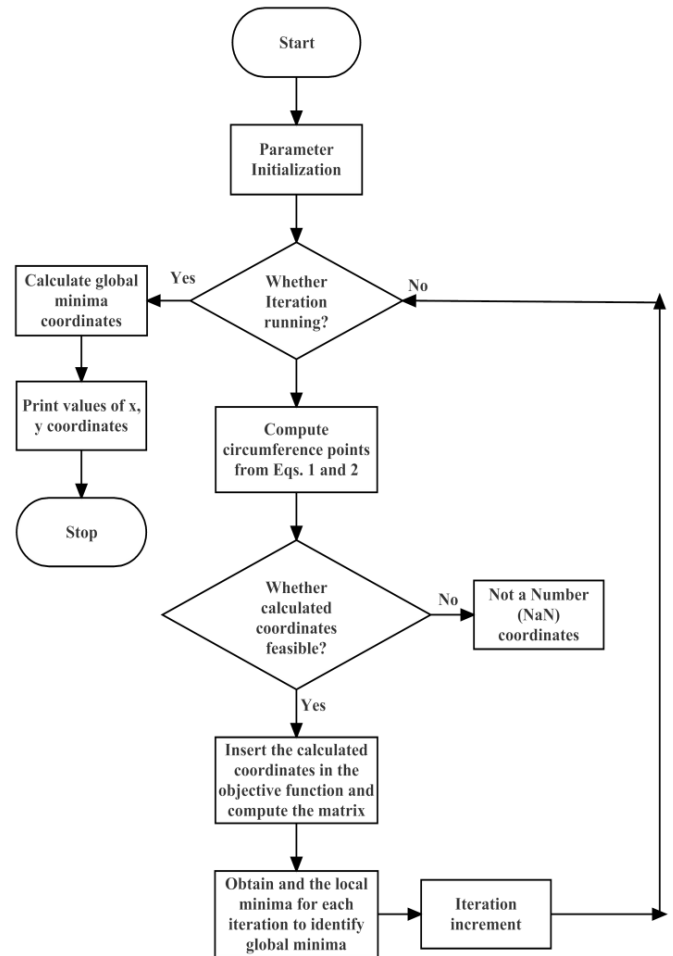 Start
Parameter
Initialization
Whether
Iteration
running?
Yes
No
Calculate global
minima
coordinates
Print values of x,
y coordinates
Stop
Compute
circumference points
from Eqs. 1 and 2
Whether
calculated
coordinates
feasible?
No
Not a Number
(NaN)
coordinates
Yes
Insert the calculated
coordinates in the
objective function and
compute the matrix
Obtain and the local
minima for each
iteration to identify
global minima
Iteration
increment